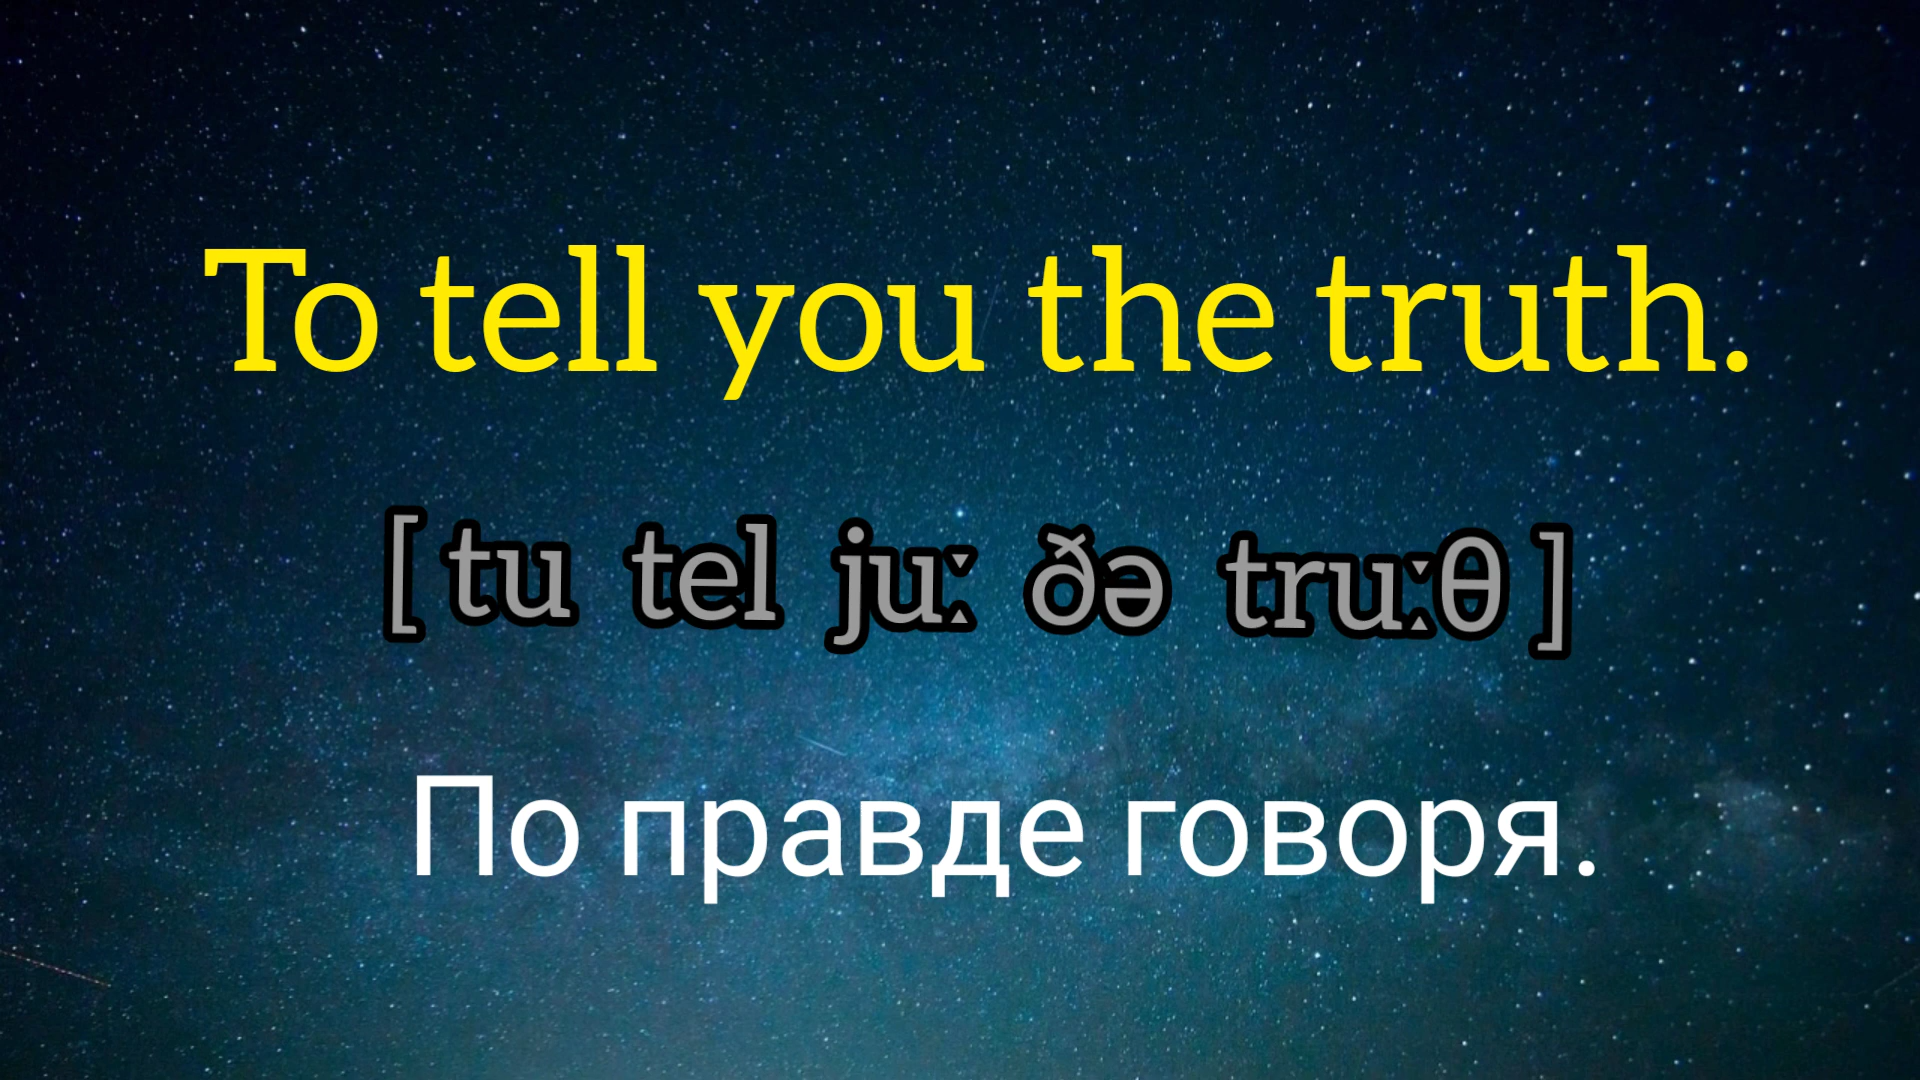 To tell you the truth.
[ tu tel juː ðə truːθ ]
По правде говоря.